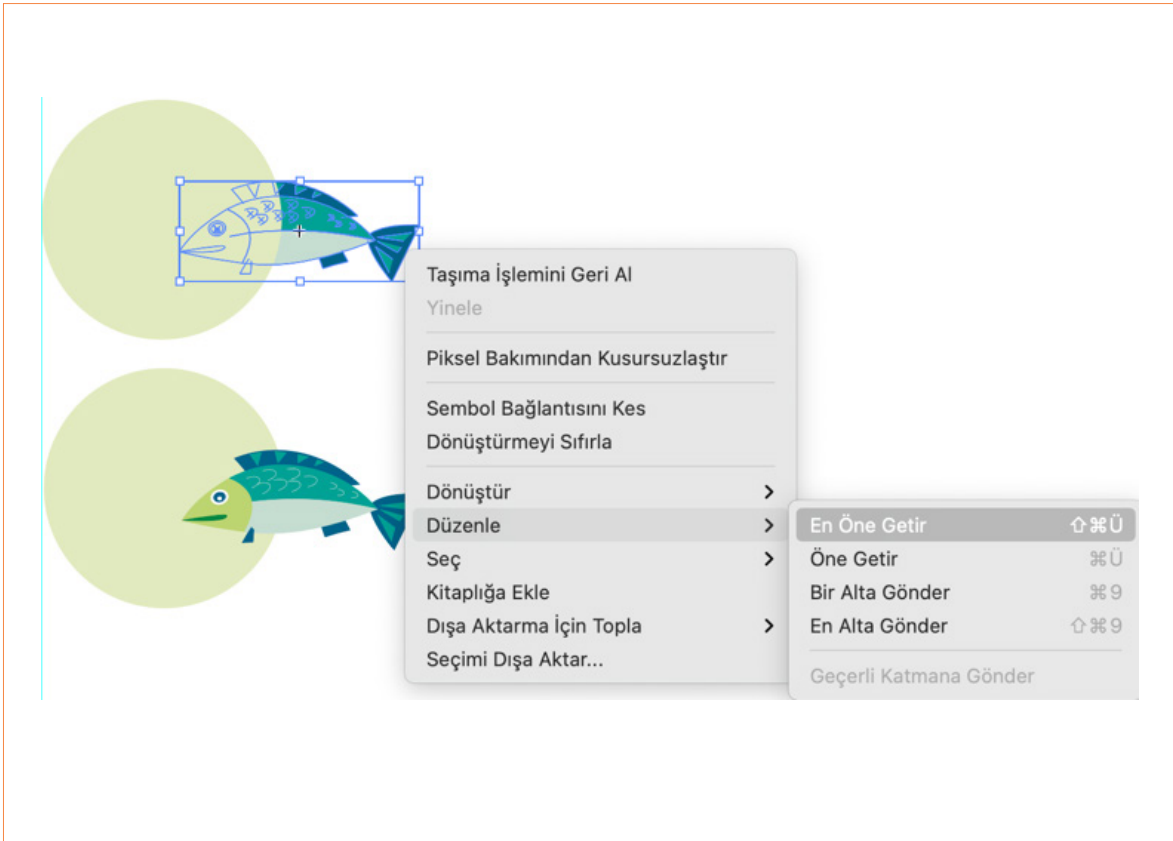 Taşıma İşlemini Geri Al
Yinele
Piksel Bakımından Kusursuzlaştır
Sembol Bağlantısını Kes
Dönüştürmeyi Sıfırla
Dönüştür
Düzenle
Seç
Kitaplığa Ekle
Dışa Aktarma İçin Topla
Seçimi Dışa Aktar...
En Öne Getir ⇧⌘Ü
Öne Getir ⌘Ü
Bir Alta Gönder ⌘9
En Alta Gönder ⇧⌘9
Geçerli Katmana Gönder